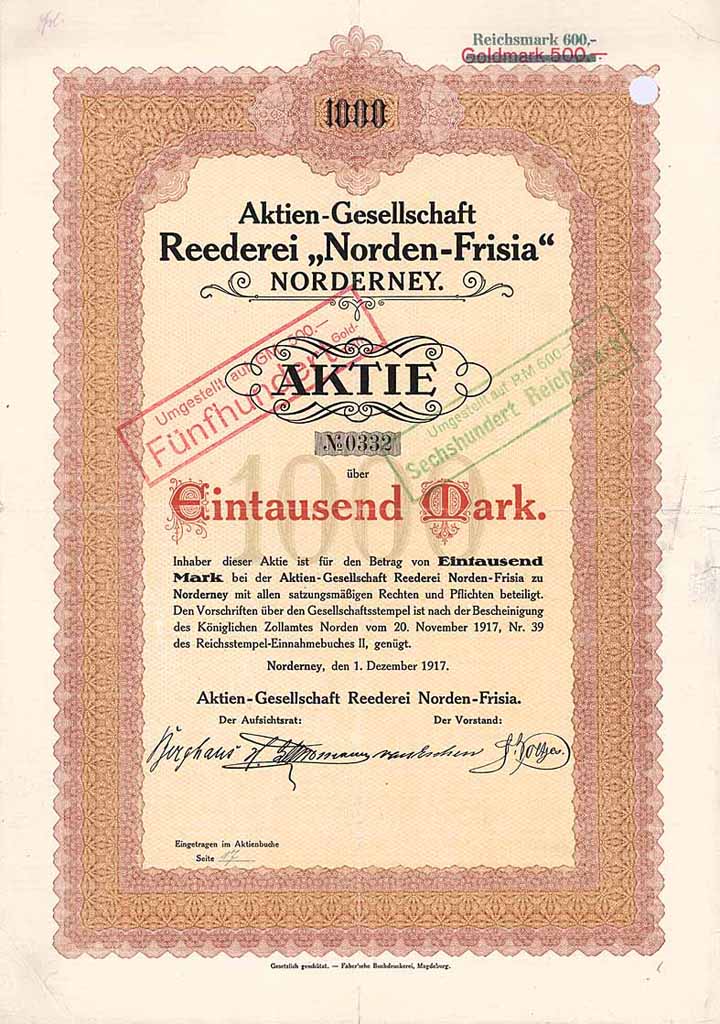 Reichsmark 600,-
Goldmark 500.—
1000
Aktien-Gesellschaft
Reederei „Norden-Frisia“
NORDERNEY.
Umgestellt auf GM. 500.—
Fünfhundert Gold-
AKTIE
Umgestellt auf RM 600
Sechshundert Reichsmark
№ 0332
über
1000
Eintausend Mark.
Inhaber dieser Aktie ist für den Betrag von Eintausend
Mark bei der Aktien-Gesellschaft Reederei Norden-Frisia zu
Norderney mit allen satzungsmäßigen Rechten und Pflichten beteiligt.
Den Vorschriften über den Gesellschaftsstempel ist nach der Bescheinigung
des Königlichen Zollamtes Norden vom 20. November 1917, Nr. 39
des Reichsstempel-Einnahmebuches II, genügt.
Norderney, den 1. Dezember 1917.
Aktien-Gesellschaft Reederei Norden-Frisia.
Der Aufsichtsrat: Der Vorstand:
Berghaus
Eingetragen im Aktienbuche
Seite 17
Gesetzlich geschützt. — Faber'sche Buchdruckerei, Magdeburg.